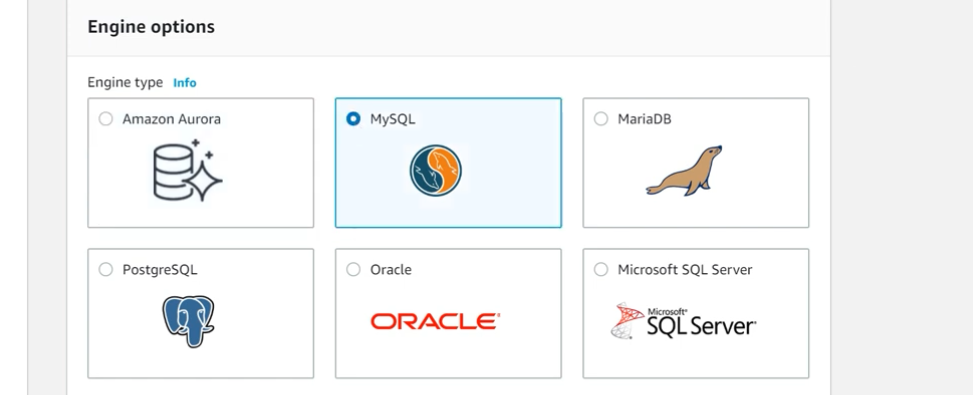 Engine options
Engine type Info
Amazon Aurora
MySQL
MariaDB
PostgreSQL
Oracle
Microsoft SQL Server
ORACLE®
Microsoft®
SQL Server®